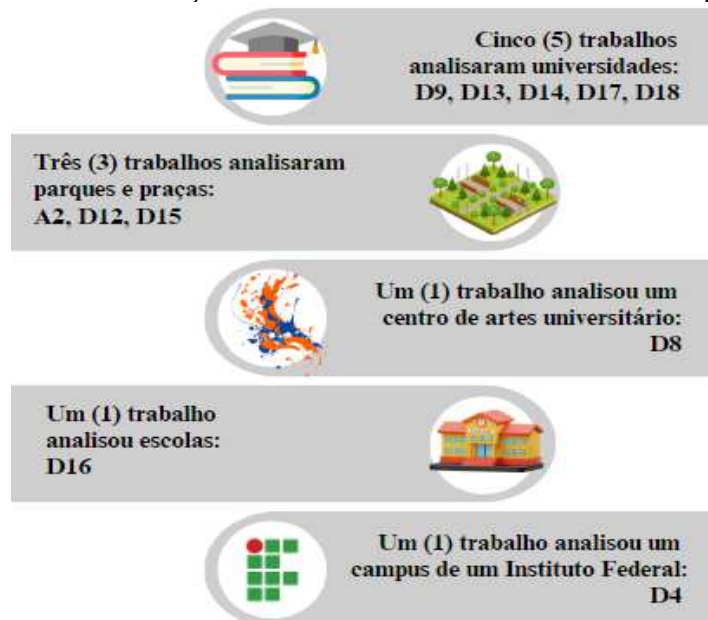 Cinco (5) trabalhos
analisaram universidades:
D9, D13, D14, D17, D18
Três (3) trabalhos analisaram
parques e praças:
A2, D12, D15
Um (1) trabalho analisou um
centro de artes universitário:
D8
Um (1) trabalho
analisou escolas:
D16
Um (1) trabalho analisou um
campus de um Instituto Federal:
D4